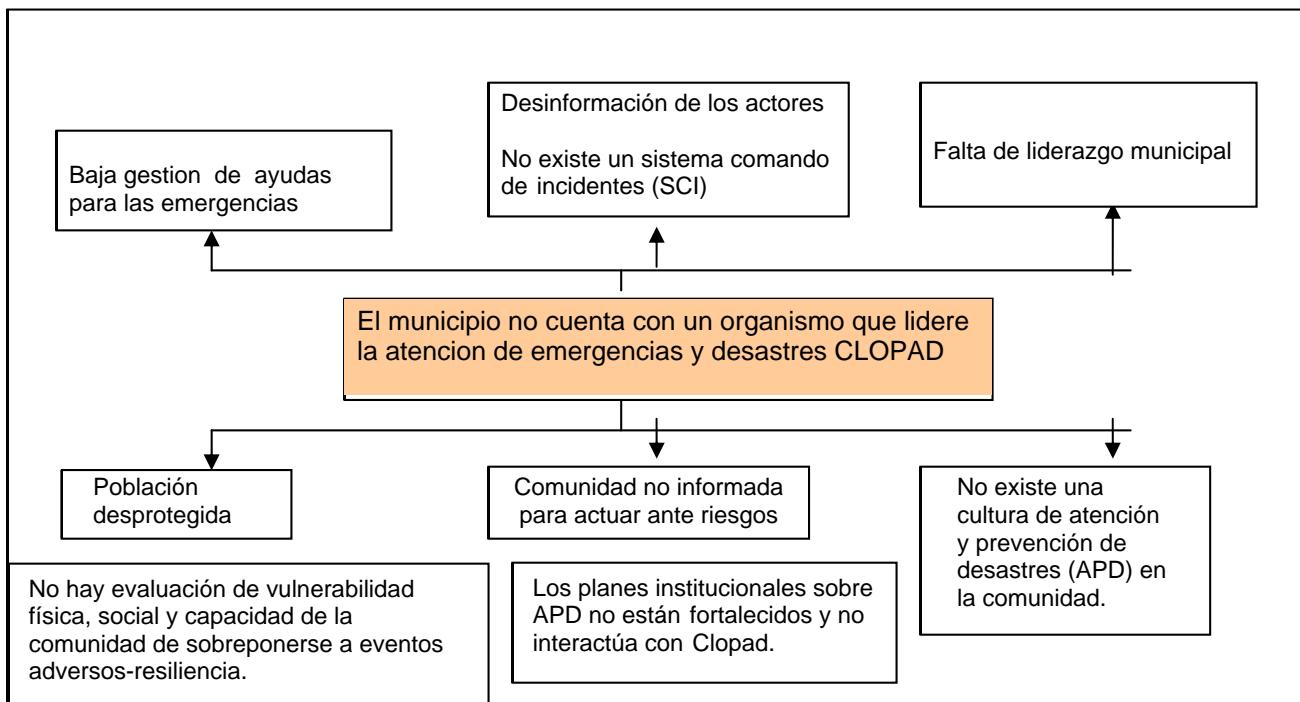 Desinformación de los actores
No existe un sistema comando
de incidentes (SCI)
Falta de liderazgo municipal
Baja gestion de ayudas
para las emergencias
El municipio no cuenta con un organismo que lidere
la atencion de emergencias y desastres CLOPAD
Población
desprotegida
Comunidad no informada
para actuar ante riesgos
No existe una
cultura de atención
y prevención de
desastres (APD) en
la comunidad.
No hay evaluación de vulnerabilidad
física, social y capacidad de la
comunidad de sobreponerse a eventos
adversos-resiliencia.
Los planes institucionales sobre
APD no están fortalecidos y no
interactúa con Clopad.